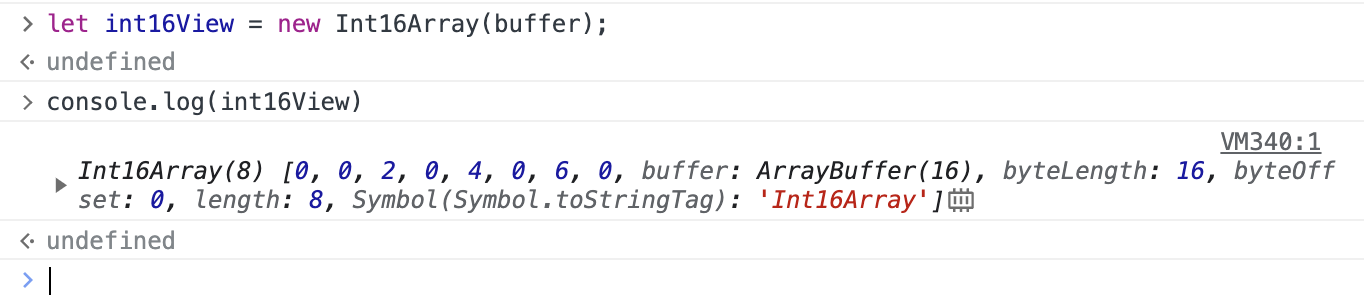 > let int16View = new Int16Array(buffer);
undefined
> console.log(int16View)
VM340:1
Int16Array(8) [0, 0, 2, 0, 4, 0, 6, 0, buffer: ArrayBuffer(16), byteLength: 16, byteOff
set: 0, length: 8, Symbol(Symbol.toStringTag): 'Int16Array']
undefined
>